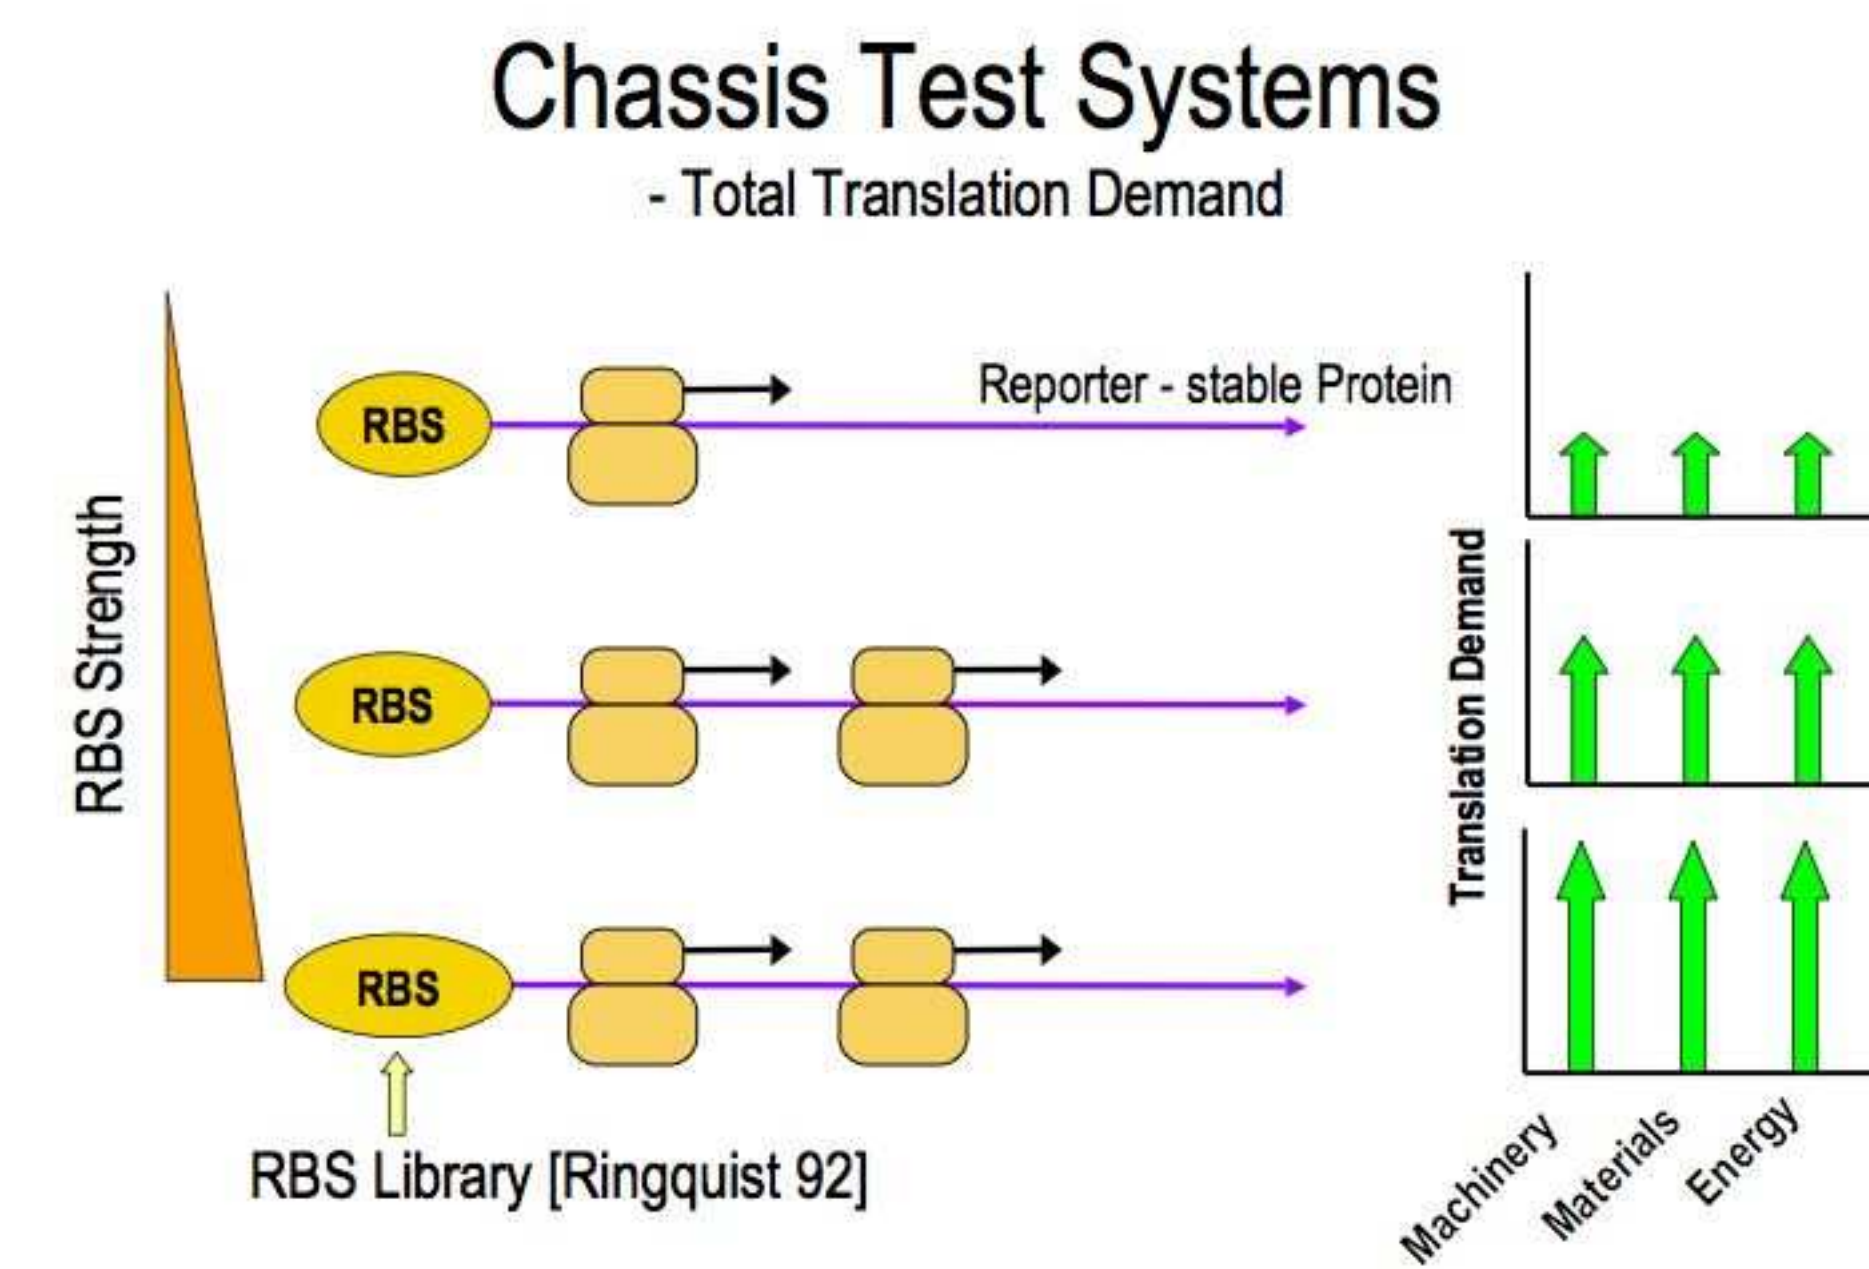 Chassis Test Systems
- Total Translation Demand
RBS Strength
RBS
Reporter - stable Protein
RBS
RBS
RBS Library [Ringquist 92]
Translation Demand
Machinery
Materials
Energy